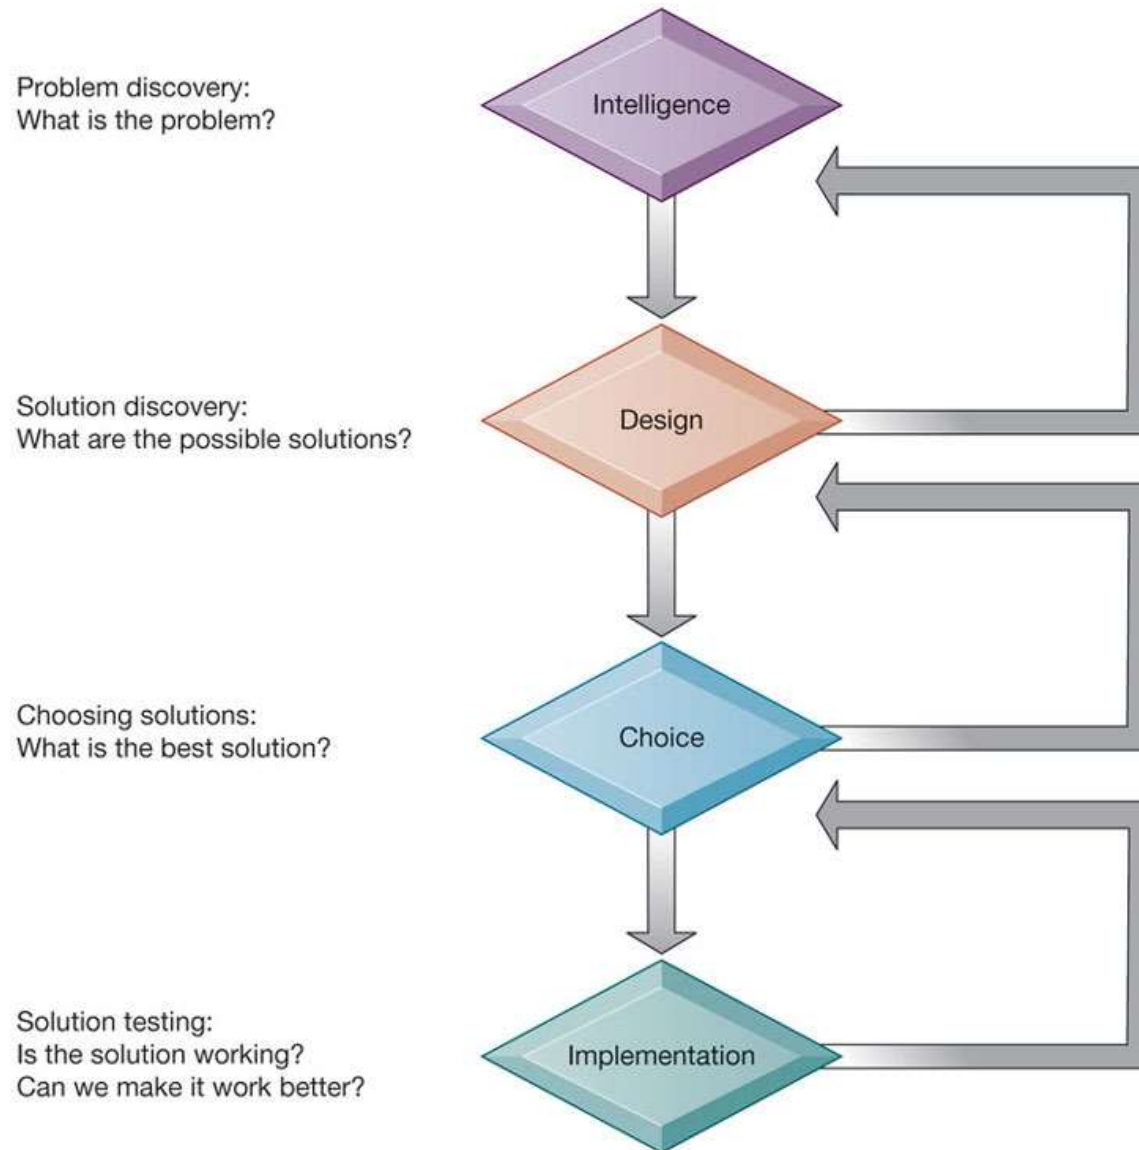 Problem discovery:
What is the problem?
Intelligence
Solution discovery:
What are the possible solutions?
Design
Choosing solutions:
What is the best solution?
Choice
Solution testing:
Is the solution working?
Can we make it work better?
Implementation